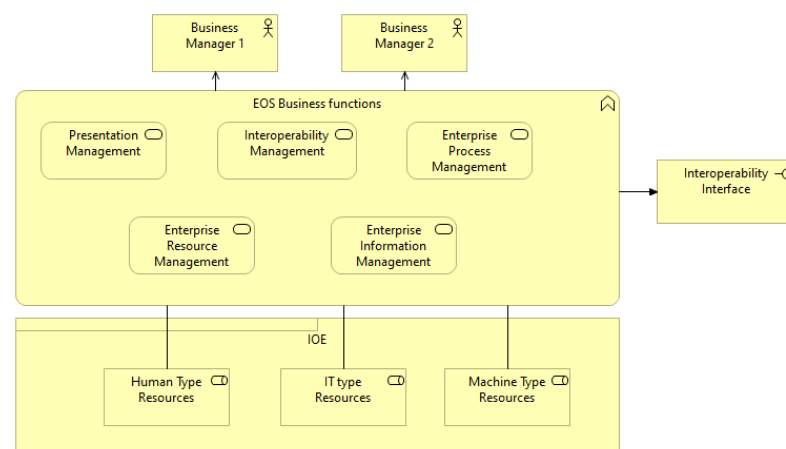 Business
Manager 1
Business
Manager 2
EOS Business functions
Presentation
Management
Interoperability
Management
Enterprise
Process
Management
Enterprise
Resource
Management
Enterprise
Information
Management
Interoperability
Interface
IOE
Human Type
Resources
IT type
Resources
Machine Type
Resources